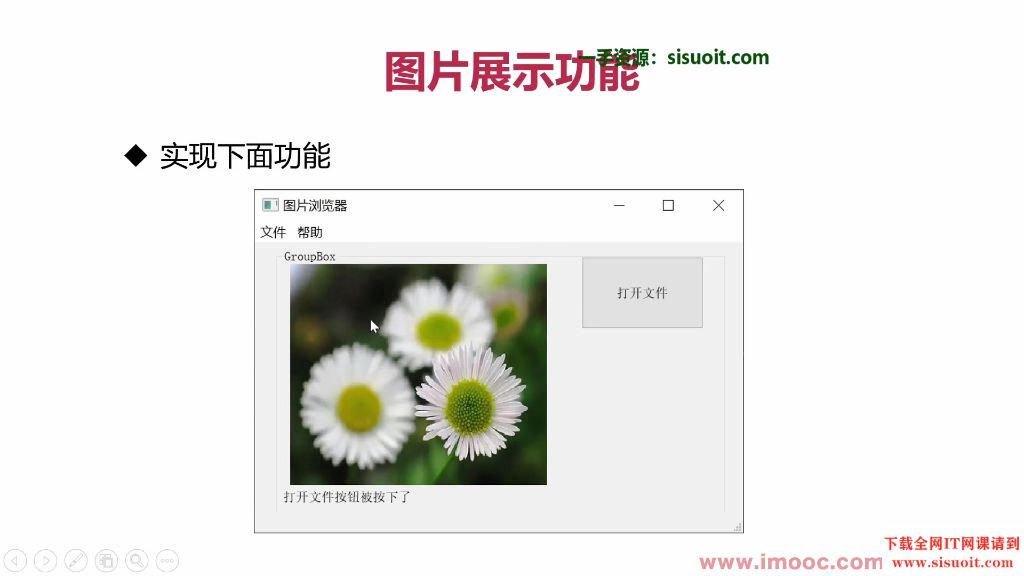 图片展示功能
一手资源：sisuoit.com
◆ 实现下面功能
图片浏览器
文件 帮助
GroupBox
打开文件
打开文件按钮被按下了
下载全网IT网课请到
www.imooc.com
www.sisuoit.com